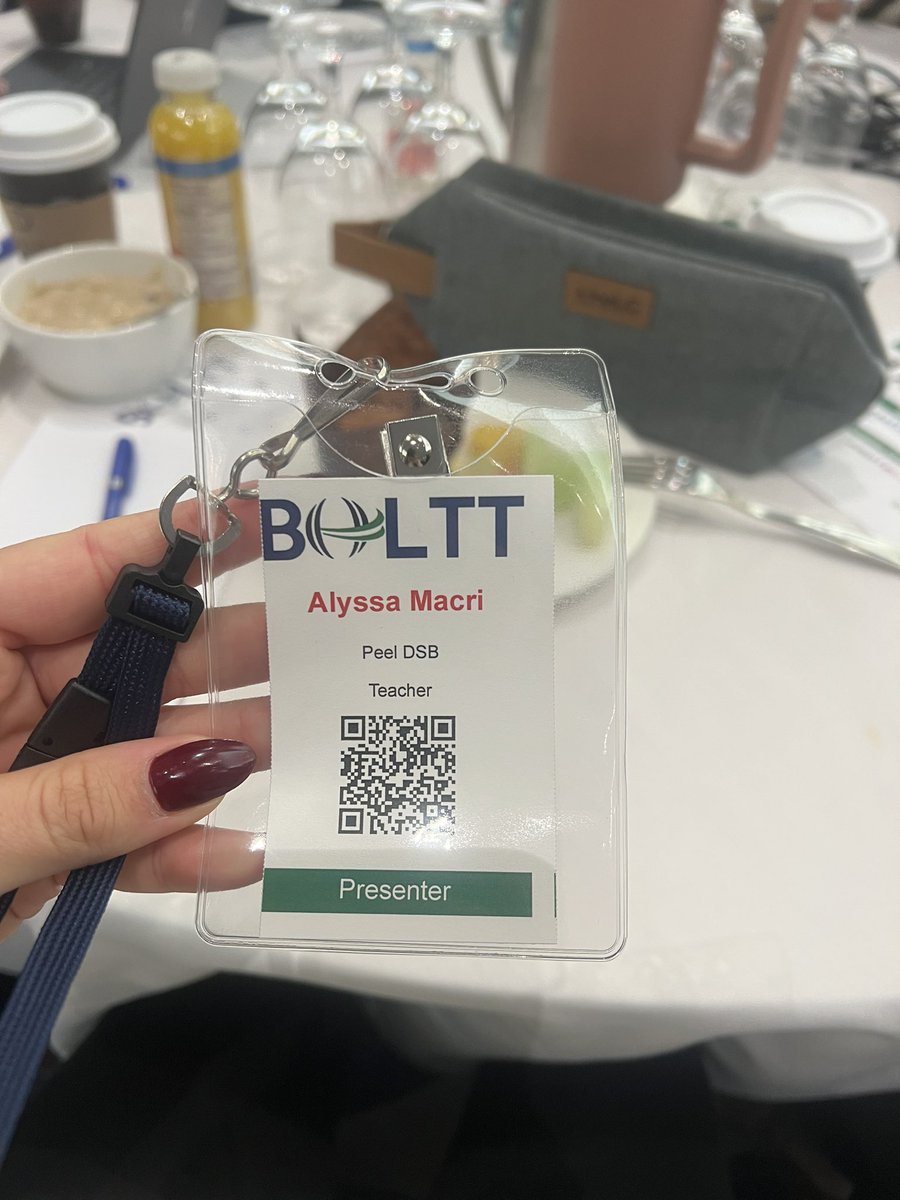 BOLTT
Alyssa Macri
Peel DSB
Teacher
Presenter